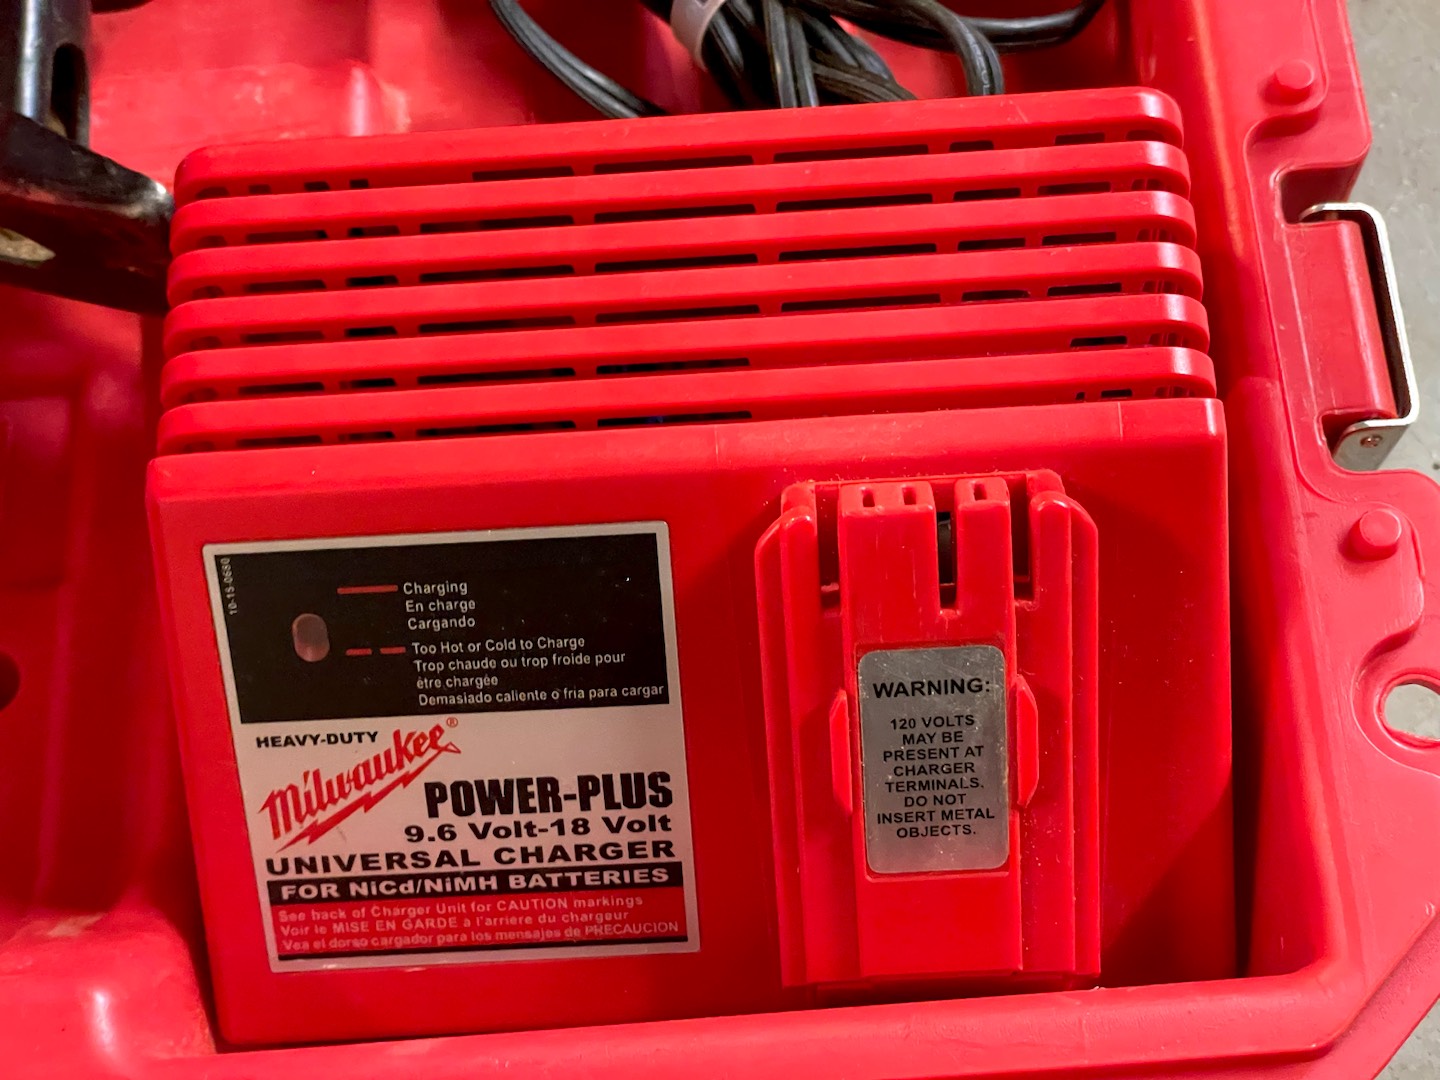 10-15-0680
Charging
En charge
Cargando
Too Hot or Cold to Charge
Trop chaude ou trop froide pour
être chargée
Demasiado caliente o fria para cargar
HEAVY-DUTY
Milwaukee®
POWER-PLUS
9.6 Volt-18 Volt
UNIVERSAL CHARGER
FOR NiCd/NiMH BATTERIES
See back of Charger Unit for CAUTION markings
Voir le MISE EN GARDE a l'arriére du chargeur
Vea el dorso cargador para los mensajes de PRECAUCION
WARNING:
120 VOLTS
MAY BE
PRESENT AT
CHARGER
TERMINALS.
DO NOT
INSERT METAL
OBJECTS.